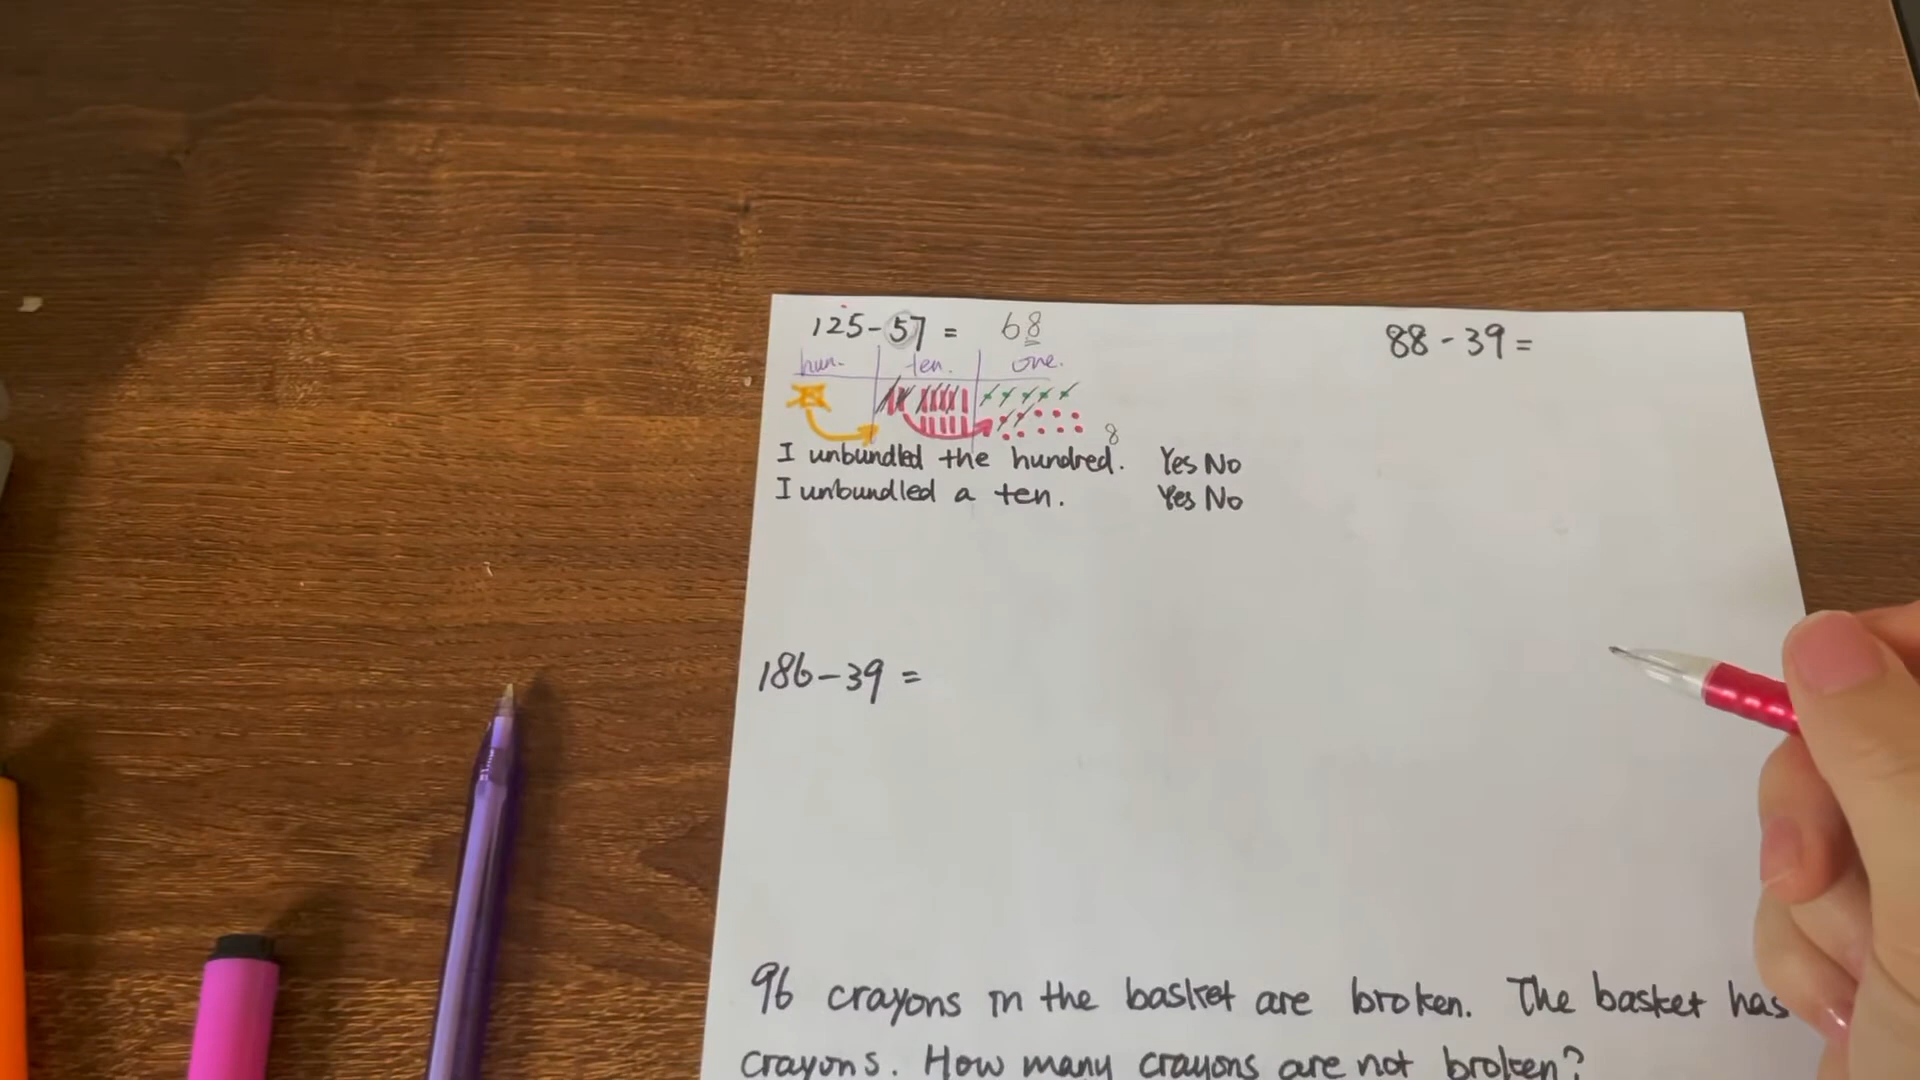 125-57 = 68
88-39=
hun. ten. one.
8
I unbundled the hundred. Yes No
I unbundled a ten. Yes No
186-39 =
96 crayons in the basket are broken. The basket has
crayons. How many crayons are not broken?